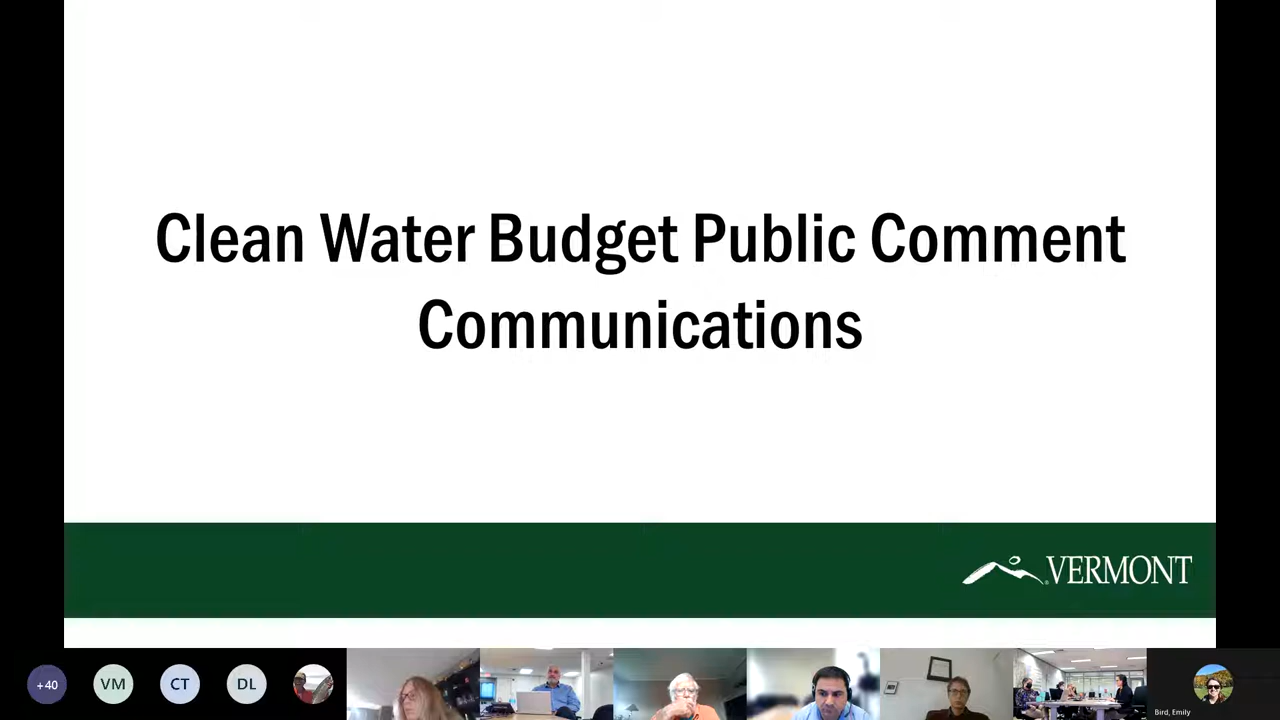 Clean Water Budget Public Comment
Communications
VERMONT
+40
VM
CT
DL
Bird, Emily